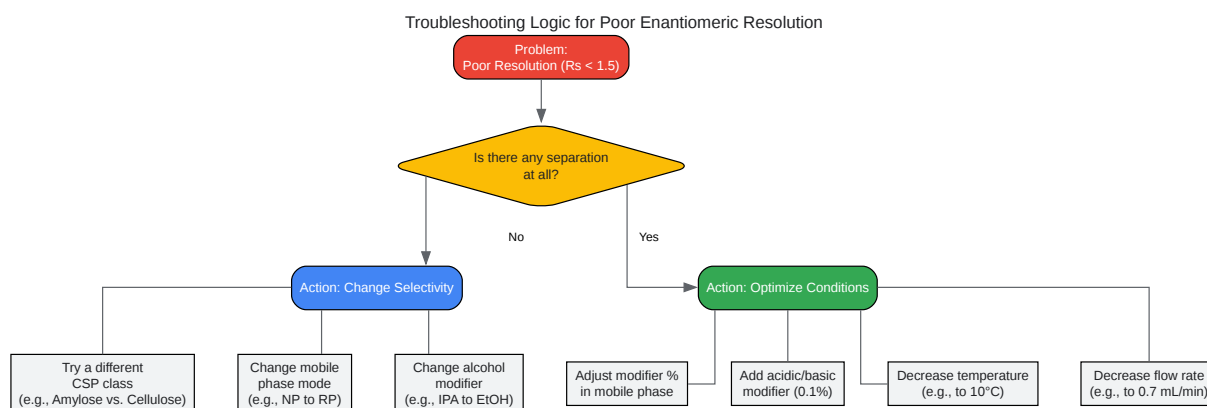 Troubleshooting Logic for Poor Enantiomeric Resolution
Problem:
Poor Resolution (Rs < 1.5)
Is there any separation
at all?
No
Yes
Action: Change Selectivity
Action: Optimize Conditions
Try a different
CSP class
(e.g., Amylose vs. Cellulose)
Change mobile
phase mode
(e.g., NP to RP)
Change alcohol
modifier
(e.g., IPA to EtOH)
Adjust modifier %
in mobile phase
Add acidic/basic
modifier (0.1%)
Decrease temperature
(e.g., to 10°C)
Decrease flow rate
(e.g., to 0.7 mL/min)